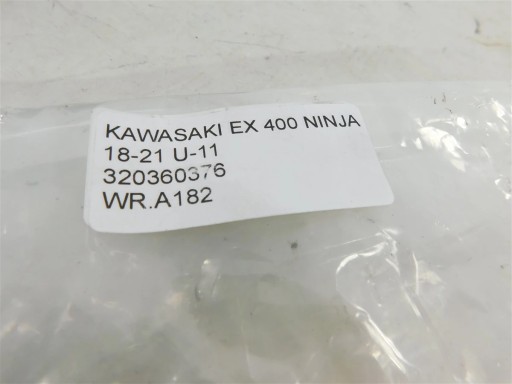 KAWASAKI EX 400 NINJA
18-21 U-11
320360376
WR.A182